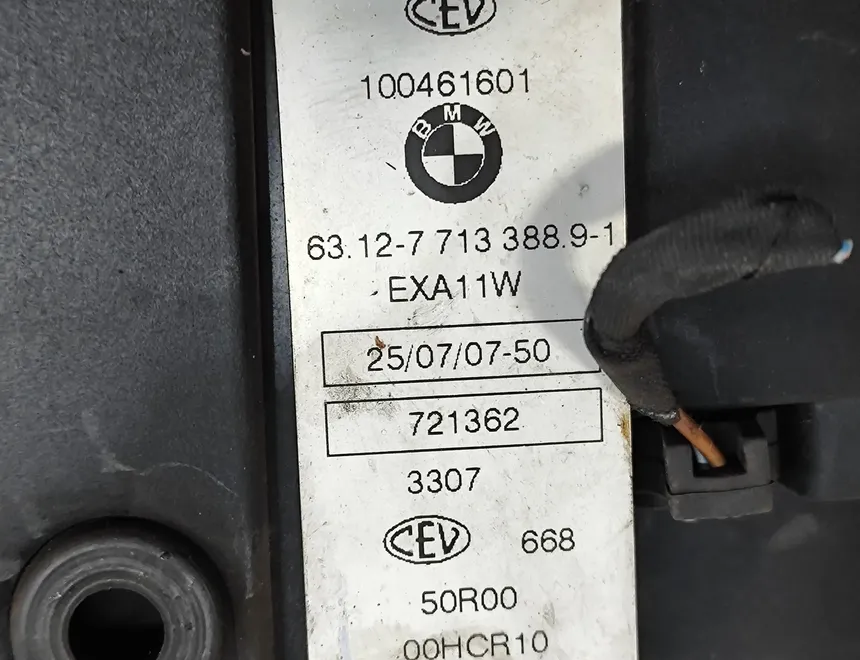 CEV
100461601
BMW
63.12-7 713 388.9-1
EXA11W
25/07/07-50
721362
3307
CEV 668
50R00
00HCR10